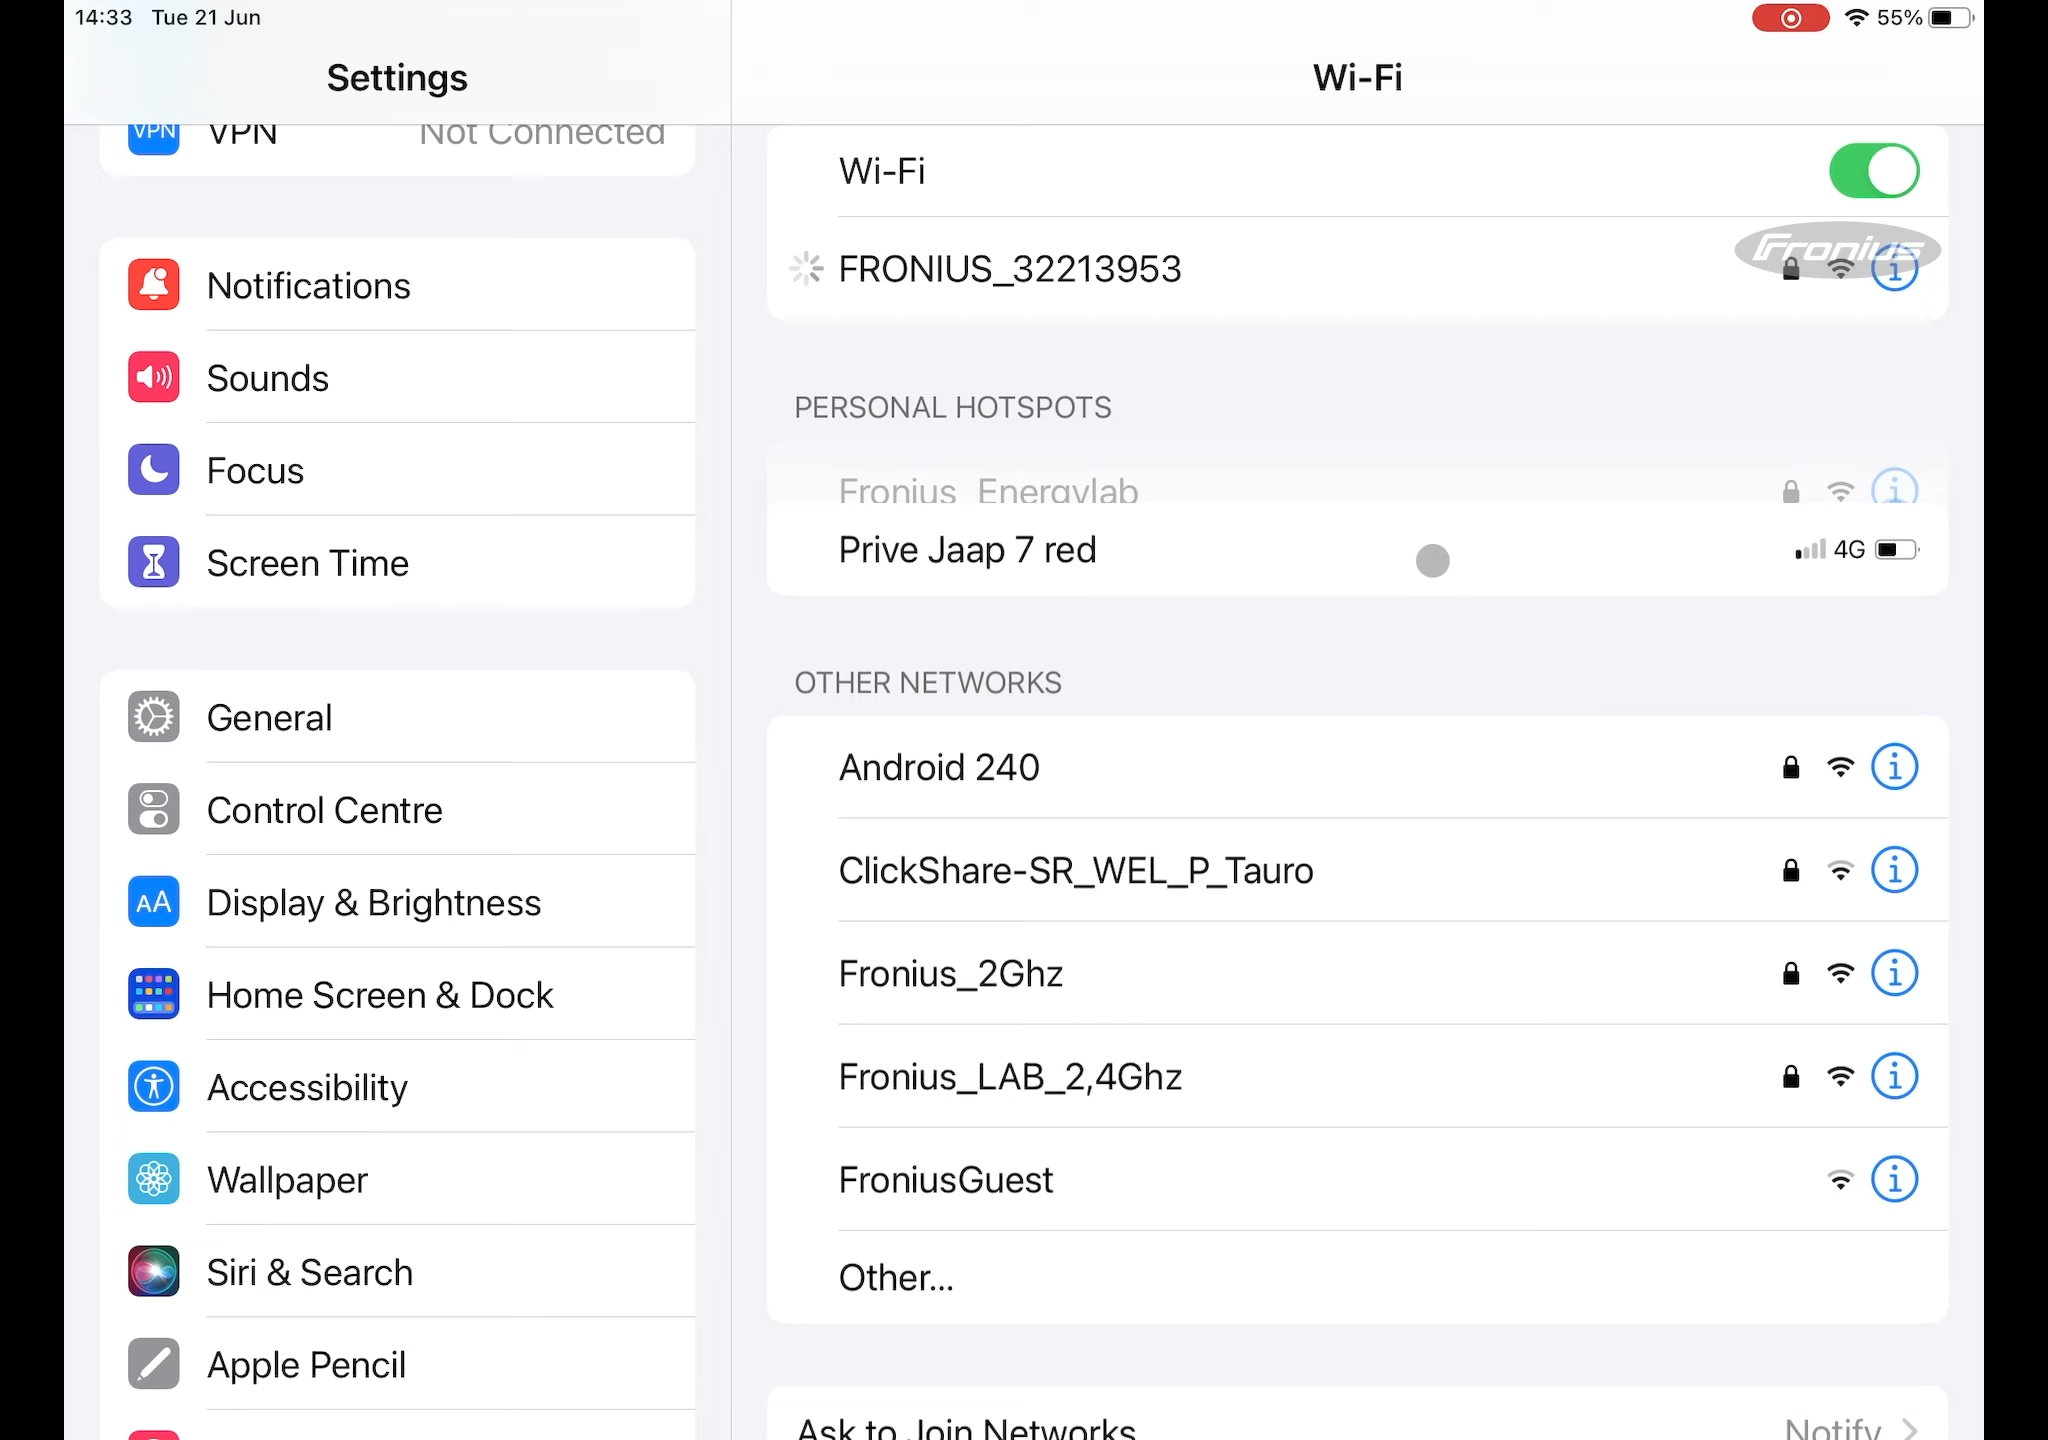 14:33 Tue 21 Jun
55%
Settings
Wi-Fi
VPN Not Connected
Notifications
Sounds
Focus
Screen Time
General
Control Centre
AA Display & Brightness
Home Screen & Dock
Accessibility
Wallpaper
Siri & Search
Apple Pencil
Wi-Fi
Fronius
FRONIUS_32213953
PERSONAL HOTSPOTS
Fronius_Energylab
Prive Jaap 7 red 4G
OTHER NETWORKS
Android 240
ClickShare-SR_WEL_P_Tauro
Fronius_2Ghz
Fronius_LAB_2,4Ghz
FroniusGuest
Other...
Ask to Join Networks Notify